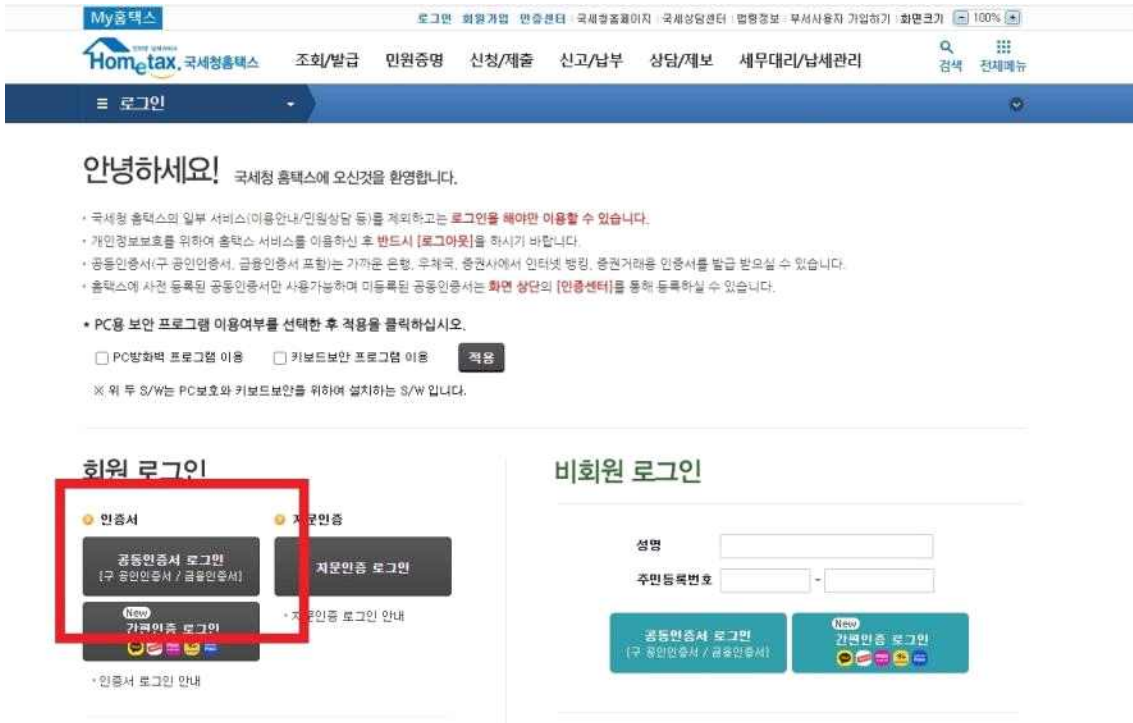 My홈택스
로그인 회원가입 인증센터 국세청홈페이지 국세상담센터 법령정보 부서사용자 가입하기 화면크기 - 100% +
Hometax. 국세청홈택스 조회/발급 민원증명 신청/제출 신고/납부 상담/제보 세무대리/납세관리 검색 전체메뉴
로그인
안녕하세요! 국세청 홈택스에 오신것을 환영합니다.
국세청 홈택스의 일부 서비스(이용안내/민원상담 등)를 제외하고는 로그인을 해야만 이용할 수 있습니다.
개인정보보호를 위하여 홈택스 서비스를 이용하신 후 반드시 [로그아웃]을 하시기 바랍니다.
공동인증서(구 공인인증서, 금융인증서 포함)는 가까운 은행, 우체국, 증권사에서 인터넷 뱅킹, 증권거래용 인증서를 발급 받으실 수 있습니다.
홈택스에 사전 등록된 공동인증서만 사용가능하며 미등록된 공동인증서는 화면 상단의 [인증센터]를 통해 등록하실 수 있습니다.
PC용 보안 프로그램 이용여부를 선택한 후 적용을 클릭하십시오.
PC방화벽 프로그램 이용 키보드보안 프로그램 이용 적용
※ 위 두 S/W는 PC보호와 키보드보안을 위하여 설치하는 S/W 입니다.
회원 로그인
인증서 지문인증
공동인증서 로그인
[구 공인인증서 / 금융인증서]
지문인증 로그인
New
간편인증 로그인
지문인증 로그인 안내
인증서 로그인 안내
비회원 로그인
성명
주민등록번호 -
공동인증서 로그인
(구 공인인증서 / 금융인증서)
New
간편인증 로그인